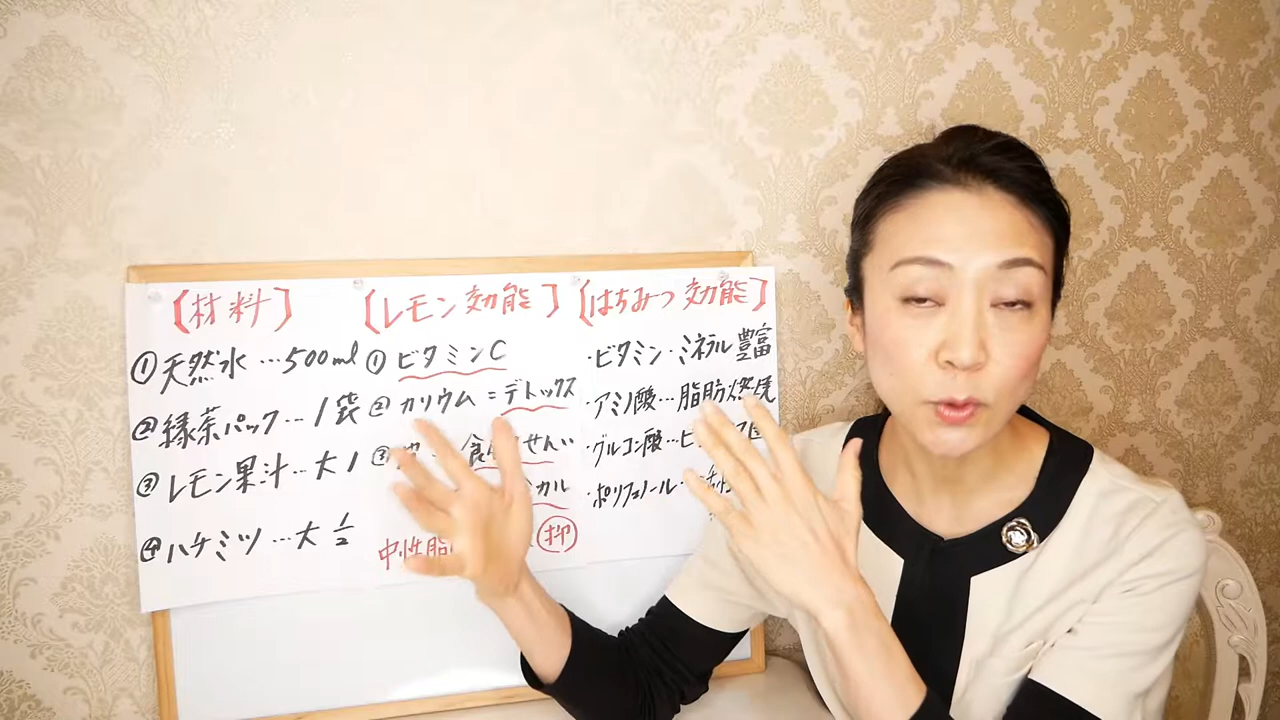 【材料】
①天然水…500ml
②緑茶パック…1袋
③レモン果汁…大1
④ハチミツ…大1/2
【レモン効能】
①ビタミンC
②カリウム=デトックス
③ 食 せんい
カル
中性脂 抑
【はちみつ効能】
・ビタミン・ミネラル豊富
・アミノ酸…脂肪燃焼
・グルコン酸…ビ
・ポリフェノール